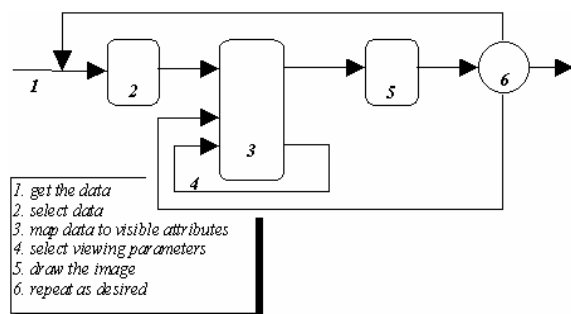 1
2
3
4
5
6
1. get the data
2. select data
3. map data to visible attributes
4. select viewing parameters
5. draw the image
6. repeat as desired